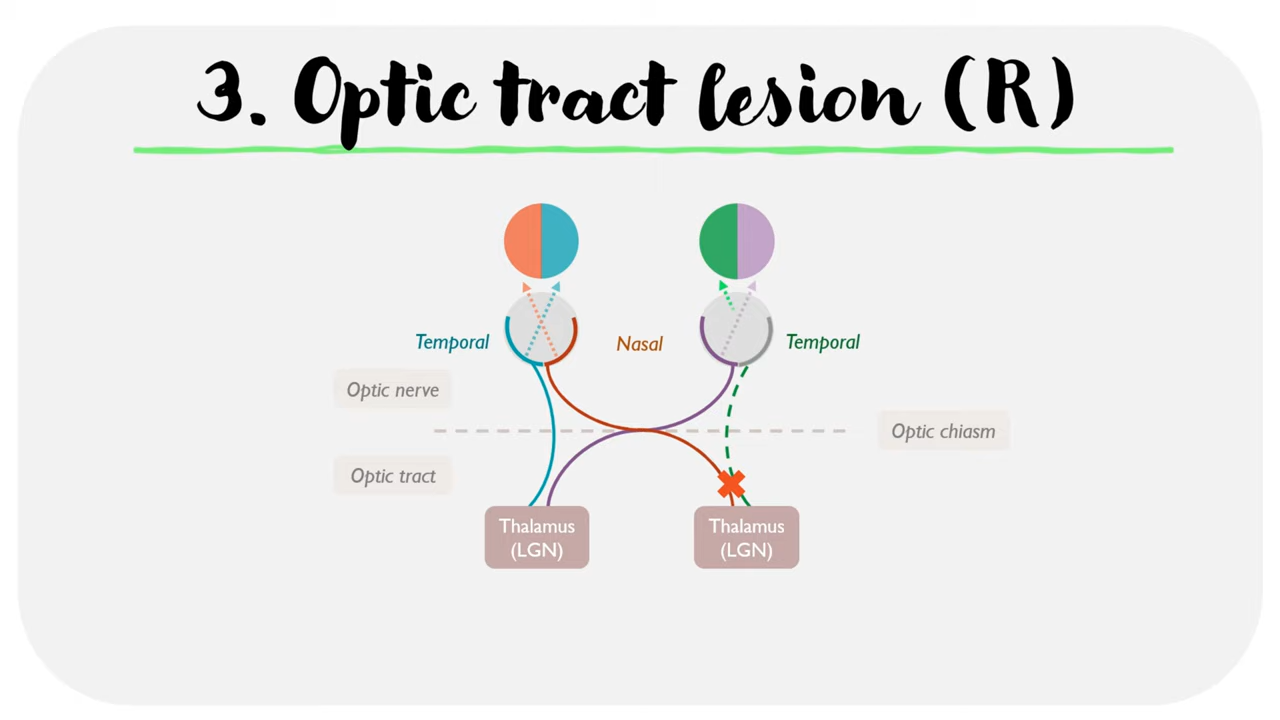 3. Optic tract lesion (R)
Temporal
Nasal
Temporal
Optic nerve
Optic chiasm
Optic tract
Thalamus
(LGN)
Thalamus
(LGN)